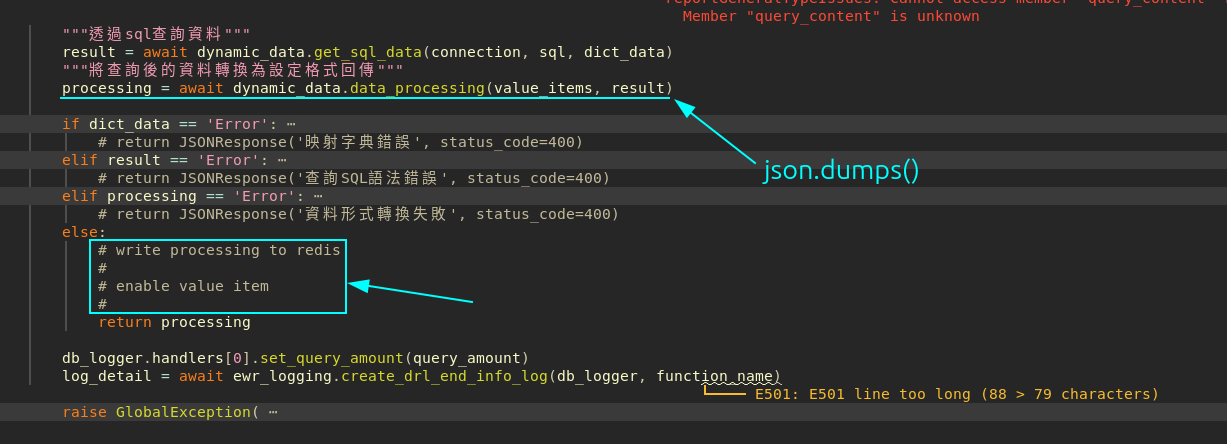 Member "query_content" is unknown
"""透過sql查詢資料"""
result = await dynamic_data.get_sql_data(connection, sql, dict_data)
"""將查詢後的資料轉換為設定格式回傳"""
processing = await dynamic_data.data_processing(value_items, result)
if dict_data == 'Error': ⋯
# return JSONResponse('映射字典錯誤', status_code=400)
json.dumps()
elif result == 'Error': ⋯
# return JSONResponse('查詢SQL語法錯誤', status_code=400)
elif processing == 'Error': ⋯
# return JSONResponse('資料形式轉換失敗', status_code=400)
else:
# write processing to redis
#
# enable value item
#
return processing
db_logger.handlers[0].set_query_amount(query_amount)
log_detail = await ewr_logging.create_drl_end_info_log(db_logger, function_name)
E501: E501 line too long (88 > 79 characters)
raise GlobalException( ⋯